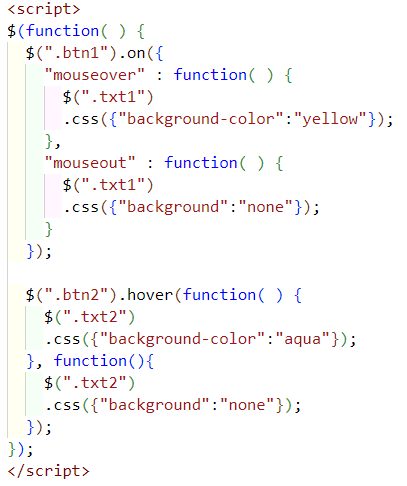 <script>
$(function( ) {
  $(".btn1").on({
    "mouseover" : function( ) {
      $(".txt1")
      .css({"background-color":"yellow"});
    },
    "mouseout" : function( ) {
      $(".txt1")
      .css({"background":"none"});
    }
  });

  $(".btn2").hover(function( ) {
    $(".txt2")
    .css({"background-color":"aqua"});
  }, function(){
    $(".txt2")
    .css({"background":"none"});
  });
});
</script>